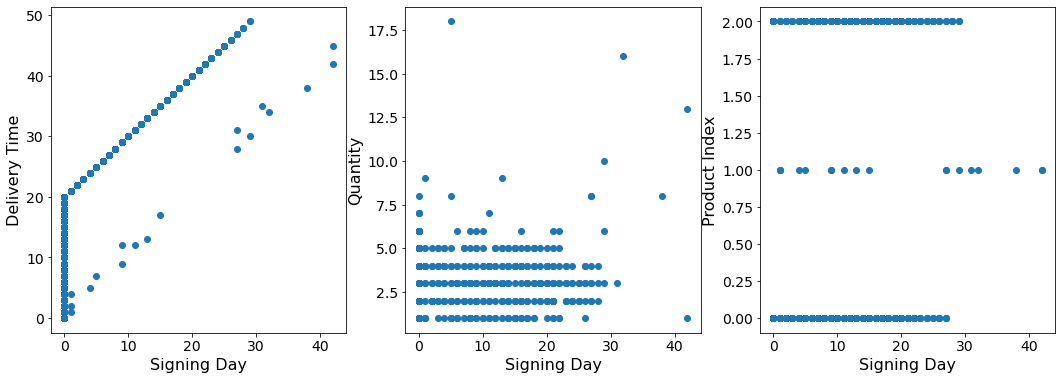 50
40
30
20
10
0
Delivery Time
0 10 20 30 40
Signing Day
17.5
15.0
12.5
10.0
7.5
5.0
2.5
Quantity
0 10 20 30 40
Signing Day
2.00
1.75
1.50
1.25
1.00
0.75
0.50
0.25
0.00
Product Index
0 10 20 30 40
Signing Day